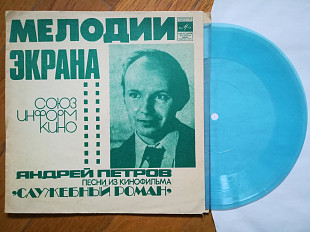 МЕЛОДИИ
ЭКРАНА
СОЮЗ
ИНФОРМ
КИНО
АНДРЕЙ ПЕТРОВ
ПЕСНИ ИЗ КИНОФИЛЬМА
«СЛУЖЕБНЫЙ РОМАН»